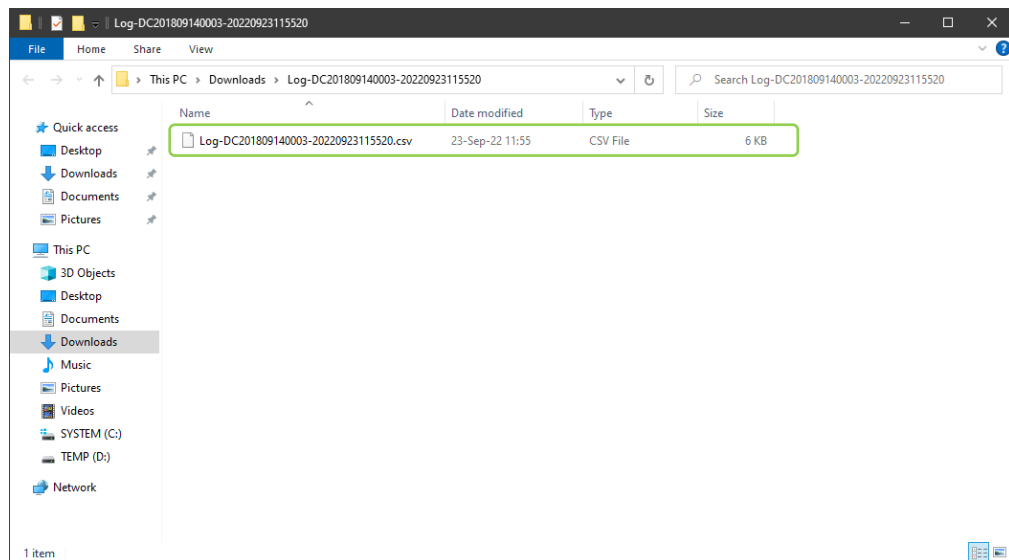 Log-DC201809140003-20220923115520
File Home Share View
This PC > Downloads > Log-DC201809140003-20220923115520
Search Log-DC201809140003-20220923115520
Name Date modified Type Size
Log-DC201809140003-20220923115520.csv 23-Sep-22 11:55 CSV File 6 KB
Quick access
Desktop
Downloads
Documents
Pictures
This PC
3D Objects
Desktop
Documents
Downloads
Music
Pictures
Videos
SYSTEM (C:)
TEMP (D:)
Network
1 item